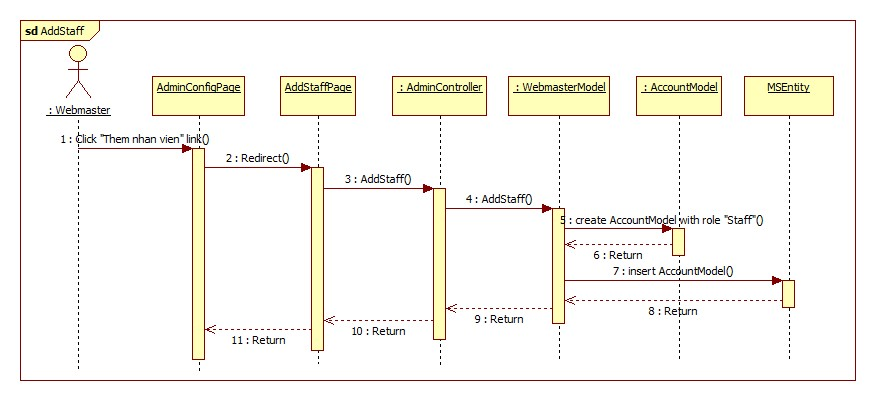 sd AddStaff
: Webmaster
AdminConfigPage
AddStaffPage
: AdminController
: WebmasterModel
: AccountModel
MSEntity
1 : Click "Them nhan vien" link()
2 : Redirect()
3 : AddStaff()
4 : AddStaff()
5 : create AccountModel with role "Staff"()
6 : Return
7 : insert AccountModel()
8 : Return
9 : Return
10 : Return
11 : Return